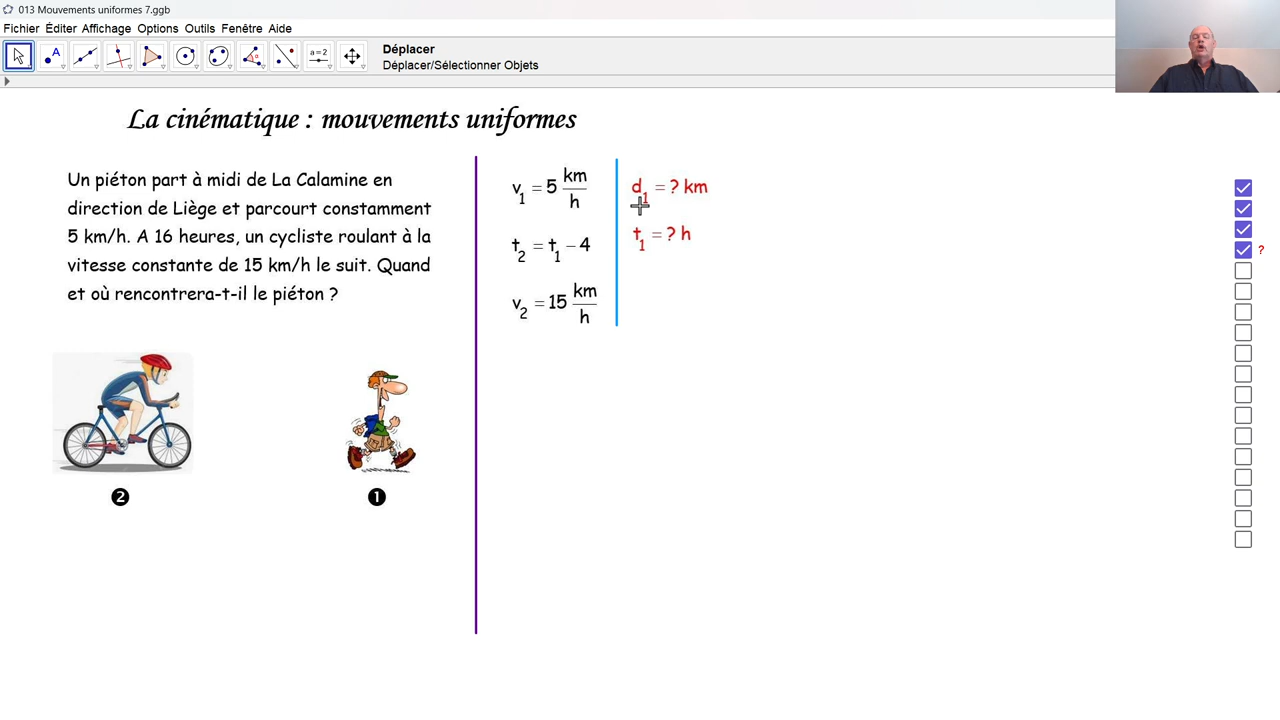 013 Mouvements uniformes 7.ggb
Fichier Éditer Affichage Options Outils Fenêtre Aide
A
a=2
Déplacer
Déplacer/Sélectionner Objets
La cinématique : mouvements uniformes
Un piéton part à midi de La Calamine en
direction de Liège et parcourt constamment
5 km/h. A 16 heures, un cycliste roulant à la
vitesse constante de 15 km/h le suit. Quand
et où rencontrera-t-il le piéton ?
v₁ = 5 km/h
t₂ = t₁ − 4
v₂ = 15 km/h
d₁ = ? km
t₁ = ? h
?
❷
❶